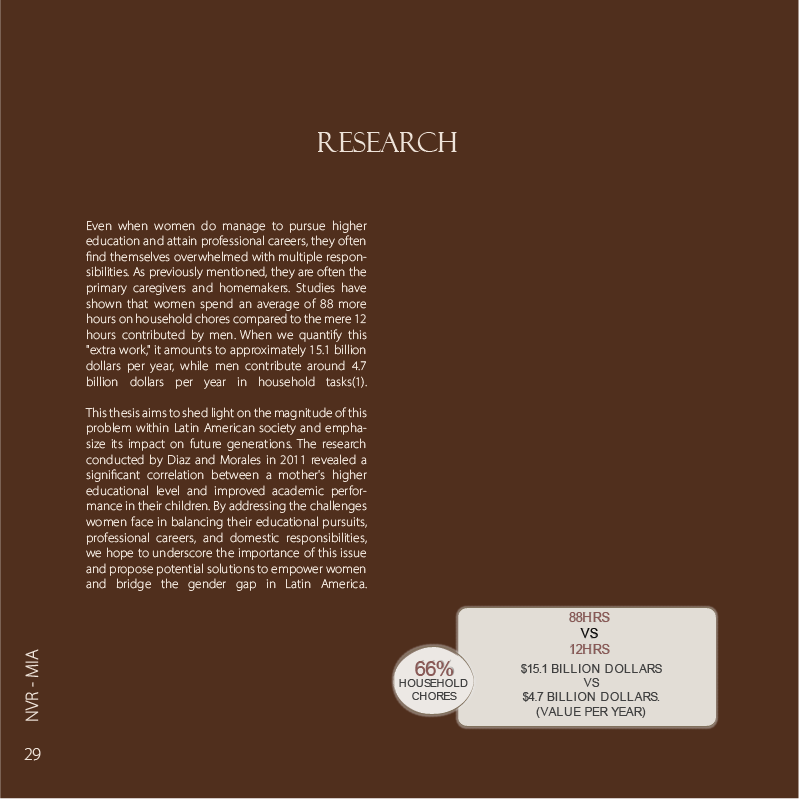 RESEARCH
Even when women do manage to pursue higher
education and attain professional careers, they often
find themselves overwhelmed with multiple respon-
sibilities. As previously mentioned, they are often the
primary caregivers and homemakers. Studies have
shown that women spend an average of 88 more
hours on household chores compared to the mere 12
hours contributed by men. When we quantify this
"extra work," it amounts to approximately 15.1 billion
dollars per year, while men contribute around 4.7
billion dollars per year in household tasks(1).
This thesis aims to shed light on the magnitude of this
problem within Latin American society and empha-
size its impact on future generations. The research
conducted by Diaz and Morales in 2011 revealed a
significant correlation between a mother's higher
educational level and improved academic perfor-
mance in their children. By addressing the challenges
women face in balancing their educational pursuits,
professional careers, and domestic responsibilities,
we hope to underscore the importance of this issue
and propose potential solutions to empower women
and bridge the gender gap in Latin America.
66%
HOUSEHOLD
CHORES
88HRS
VS
12HRS
$15.1 BILLION DOLLARS
VS
$4.7 BILLION DOLLARS.
(VALUE PER YEAR)
NVR - MIA
29